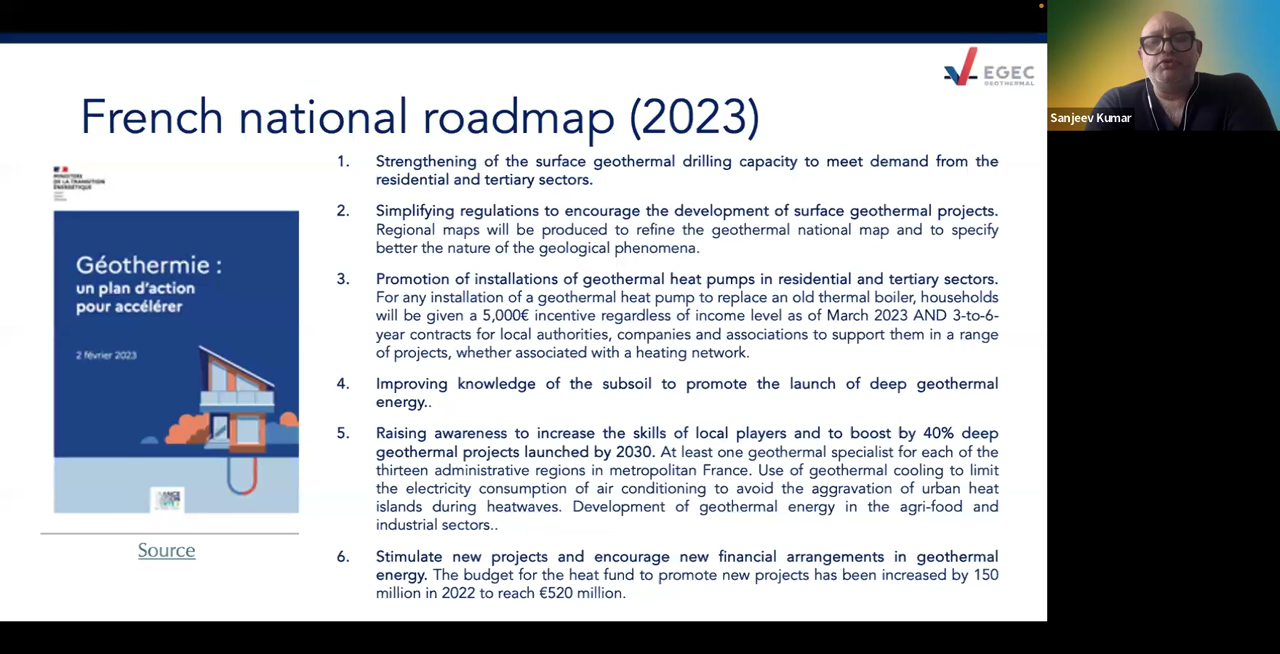 EGEC
GEOTHERMAL
Sanjeev Kumar
French national roadmap (2023)
MINISTÈRE
DE LA TRANSITION
ÉNERGÉTIQUE
Géothermie :
un plan d'action
pour accélérer
2 février 2023
Source
1. Strengthening of the surface geothermal drilling capacity to meet demand from the
residential and tertiary sectors.
2. Simplifying regulations to encourage the development of surface geothermal projects.
Regional maps will be produced to refine the geothermal national map and to specify
better the nature of the geological phenomena.
3. Promotion of installations of geothermal heat pumps in residential and tertiary sectors.
For any installation of a geothermal heat pump to replace an old thermal boiler, households
will be given a 5,000€ incentive regardless of income level as of March 2023 AND 3-to-6-
year contracts for local authorities, companies and associations to support them in a range
of projects, whether associated with a heating network.
4. Improving knowledge of the subsoil to promote the launch of deep geothermal
energy..
5. Raising awareness to increase the skills of local players and to boost by 40% deep
geothermal projects launched by 2030. At least one geothermal specialist for each of the
thirteen administrative regions in metropolitan France. Use of geothermal cooling to limit
the electricity consumption of air conditioning to avoid the aggravation of urban heat
islands during heatwaves. Development of geothermal energy in the agri-food and
industrial sectors..
6. Stimulate new projects and encourage new financial arrangements in geothermal
energy. The budget for the heat fund to promote new projects has been increased by 150
million in 2022 to reach €520 million.